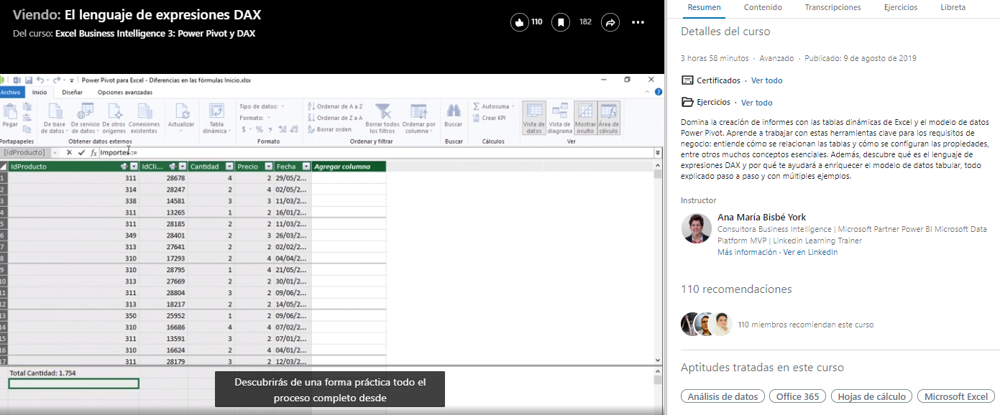 Viendo: El lenguaje de expresiones DAX
Del curso: Excel Business Intelligence 3: Power Pivot y DAX
110
182
Power Pivot para Excel - Diferencias en las fórmulas Inicio.xlsx
Archivo Inicio Diseñar Opciones avanzadas
Pegar
De base de datos
De servicio de datos
De otros orígenes
Conexiones existentes
Actualizar
Tabla dinámica
Tipo de datos:
Formato:
$ % ,
Ordenar de A a Z
Ordenar de Z a A
Borrar orden
Borrar todos los filtros
Ordenar por columna
Buscar
Autosuma
Crear KPI
Vista de datos
Vista de diagrama
Mostrar oculto
Área de cálculo
Portapapeles Obtener datos externos Formato Ordenar y filtrar Buscar Cálculos Ver
[IdProducto] fx Importes:=
IdProducto IdCli... Cantidad Precio Fecha Agregar columna
1 311 28678 4 2 29/05/2...
2 314 28247 2 4 02/05/2...
3 338 14581 3 3 11/03/2...
4 311 13265 1 2 16/01/2...
5 311 28185 2 2 11/03/2...
6 349 28401 2 3 26/03/2...
7 313 27641 2 2 02/02/2...
8 310 17293 2 4 04/04/2...
9 310 28795 1 4 21/05/2...
10 313 27669 2 2 30/01/2...
11 311 28804 3 2 09/06/2...
12 313 18217 2 2 14/05/2...
13 350 25952 1 2 09/06/2...
14 310 16686 4 4 07/02/2...
15 311 13591 3 2 07/01/2...
16 310 16624 2 4 04/01/2...
17 311 28179 3 2 12/03/2...
Total Cantidad: 1.754
Descubrirás de una forma práctica todo el
proceso completo desde
Resumen Contenido Transcripciones Ejercicios Libreta
Detalles del curso
3 horas 58 minutos · Avanzado · Publicado: 9 de agosto de 2019
Certificados · Ver todo
Ejercicios · Ver todo
Domina la creación de informes con las tablas dinámicas de Excel y el modelo de datos
Power Pivot. Aprende a trabajar con estas herramientas clave para los requisitos de
negocio: entiende cómo se relacionan las tablas y cómo se configuran las propiedades,
entre otros muchos conceptos esenciales. Además, descubre qué es el lenguaje de
expresiones DAX y por qué te ayudará a enriquecer el modelo de datos tabular, todo
explicado paso a paso y con múltiples ejemplos.
Instructor
Ana María Bisbé York
Consultora Business Intelligence | Microsoft Partner Power BI Microsoft Data
Platform MVP | Linkedin Learning Trainer
Más información · Ver en LinkedIn
110 recomendaciones
110 miembros recomiendan este curso
Aptitudes tratadas en este curso
Análisis de datos Office 365 Hojas de cálculo Microsoft Excel